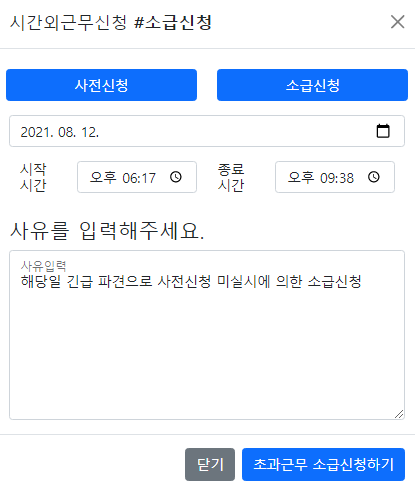 시간외근무신청 #소급신청
사전신청 소급신청
2021. 08. 12.
시작 시간 오후 06:17 종료 시간 오후 09:38
사유를 입력해주세요.
사유입력
해당일 긴급 파견으로 사전신청 미실시에 의한 소급신청
닫기 초과근무 소급신청하기